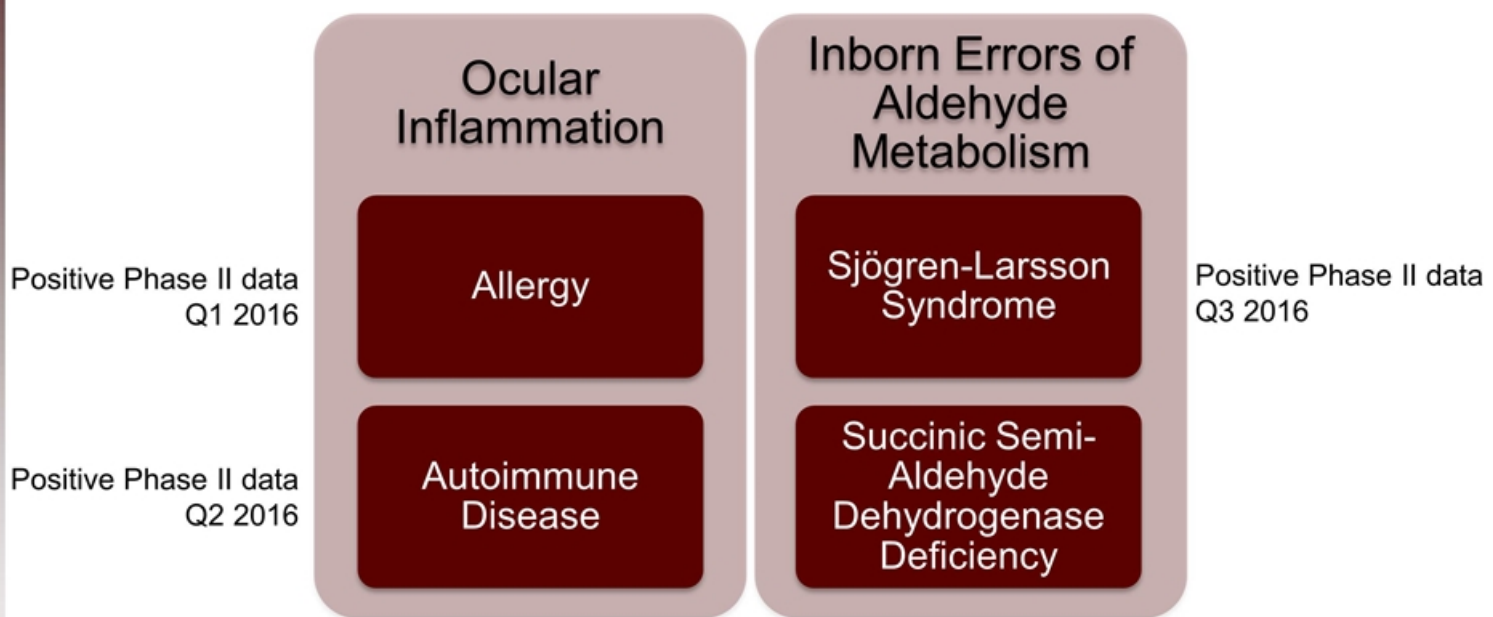 Ocular
Inflammation
Inborn Errors of
Aldehyde
Metabolism
Positive Phase II data
Q1 2016
Allergy
Sjögren-Larsson
Syndrome
Positive Phase II data
Q3 2016
Positive Phase II data
Q2 2016
Autoimmune
Disease
Succinic Semi-
Aldehyde
Dehydrogenase
Deficiency